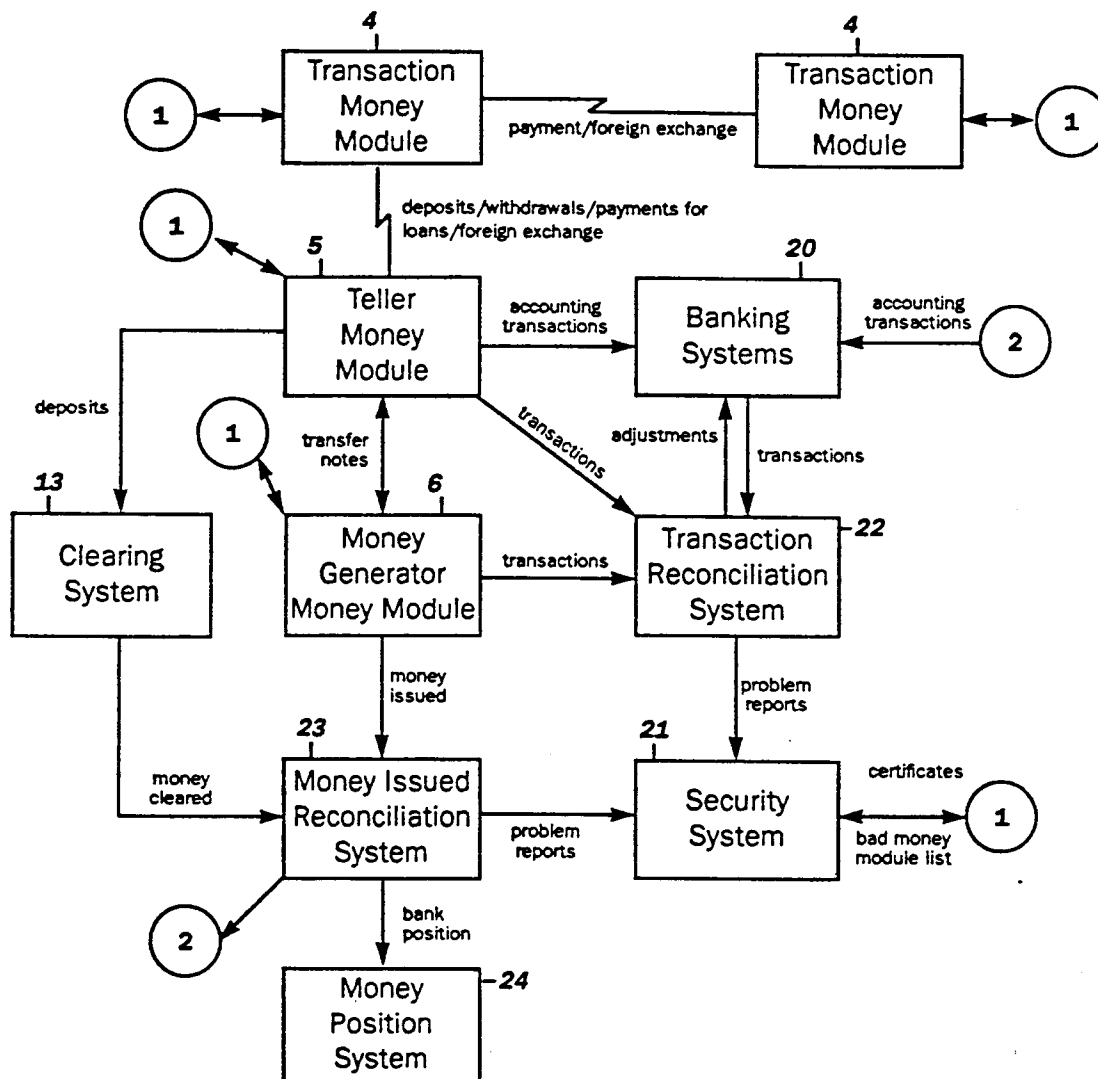 4
4
Transaction
Money
Module
Transaction
Money
Module
1
1
payment/foreign exchange
deposits/withdrawals/payments for
loans/foreign exchange
1
5
20
Teller
Money
Module
accounting
transactions
Banking
Systems
accounting
transactions
2
deposits
1
transfer
notes
transactions
adjustments
transactions
13
6
22
Clearing
System
Money
Generator
Money Module
transactions
Transaction
Reconciliation
System
money
issued
problem
reports
23
21
money
cleared
Money Issued
Reconciliation
System
problem
reports
Security
System
certificates
1
bad money
module list
2
bank
position
24
Money
Position
System